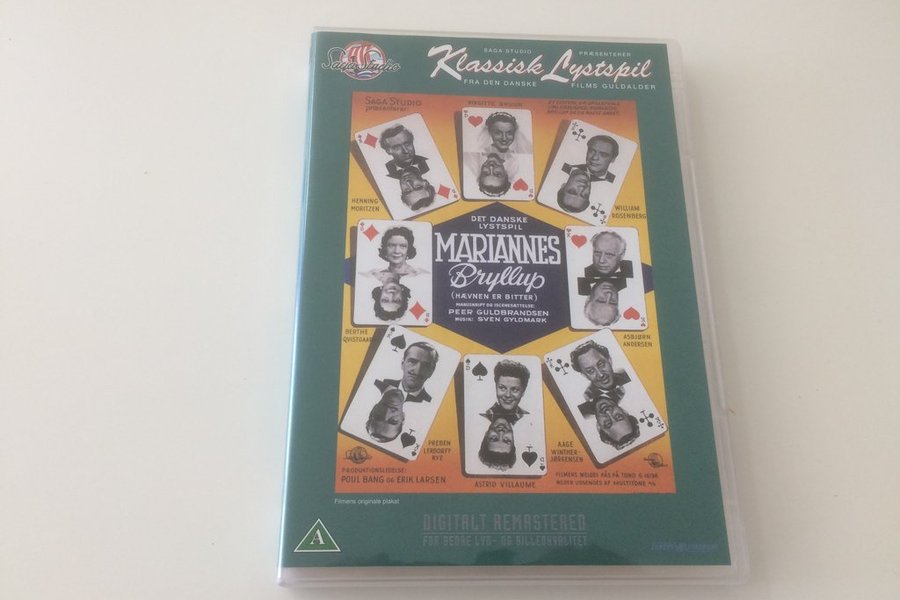 Saga Studio
SAGA STUDIO PRÆSENTERER
Klassisk Lystspil
FRA DEN DANSKE FILMS GULDALDER
SAGA STUDIO
præsenterer:
BIRGITTE BRUUN
HENNING
MORITZEN
WILLIAM
ROSENBERG
DET DANSKE
LYSTSPIL
MARIANNES
Bryllup
(HÆVNEN ER BITTER)
MANUSKRIPT OG ISCENESÆTTELSE:
PEER GULDBRANDSEN
MUSIK: SVEN GYLDMARK
BERTHE
QVISTGAARD
ASBJØRN
ANDERSEN
PREBEN
LERDORFF
RYE
AAGE
WINTHER-
JØRGENSEN
PRODUKTIONSLEDELSE:
POUL BANG OG ERIK LARSEN
ASTRID VILLAUME
Filmens originale plakat
A
DIGITALT REMASTERED
FOR BEDRE LYD- OG BILLEDKVALITET